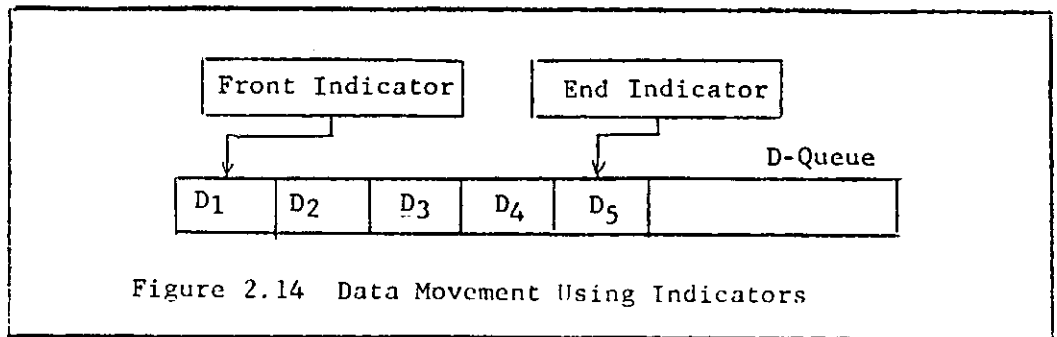 Front Indicator End Indicator
D-Queue
D1 D2 D3 D4 D5
Figure 2.14 Data Movement Using Indicators